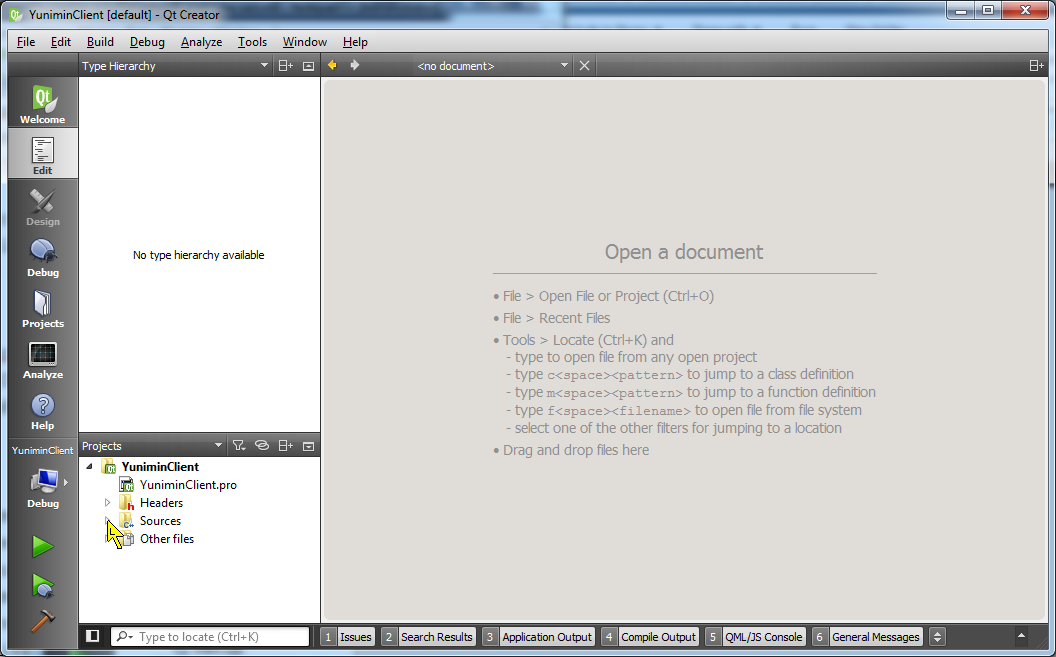 YuniminClient [default] - Qt Creator
File Edit Build Debug Analyze Tools Window Help
Type Hierarchy
<no document>
Qt
Welcome
Edit
Design
Debug
Projects
Analyze
Help
YuniminClient
Debug
No type hierarchy available
Open a document
• File > Open File or Project (Ctrl+O)
• File > Recent Files
• Tools > Locate (Ctrl+K) and
- type to open file from any open project
- type c<space><pattern> to jump to a class definition
- type m<space><pattern> to jump to a function definition
- type f<space><filename> to open file from file system
- select one of the other filters for jumping to a location
• Drag and drop files here
Projects
YuniminClient
YuniminClient.pro
Headers
Sources
Other files
Type to locate (Ctrl+K)
1 Issues 2 Search Results 3 Application Output 4 Compile Output 5 QML/JS Console 6 General Messages